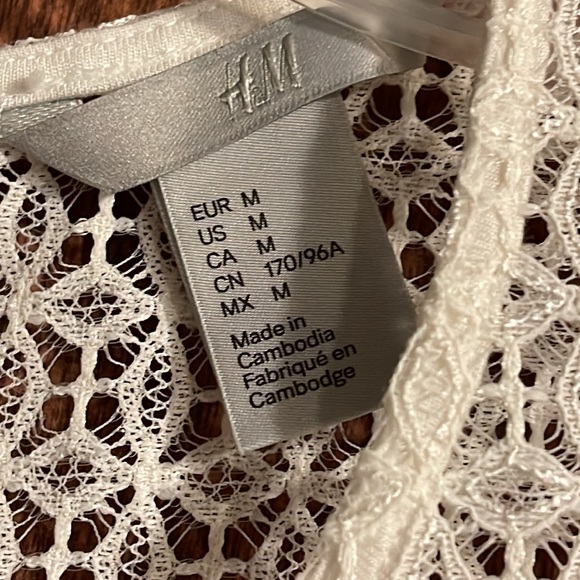 H&M
EUR M
US M
CA M
CN 170/96A
MX M
Made in
Cambodia
Fabriqué en
Cambodge